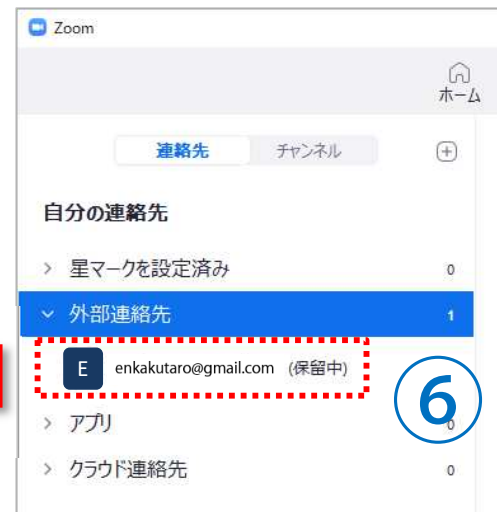 Zoom
ホーム
連絡先 チャンネル
自分の連絡先
星マークを設定済み 0
外部連絡先 1
E enkakutaro@gmail.com (保留中)
⑥
アプリ 0
クラウド連絡先 0